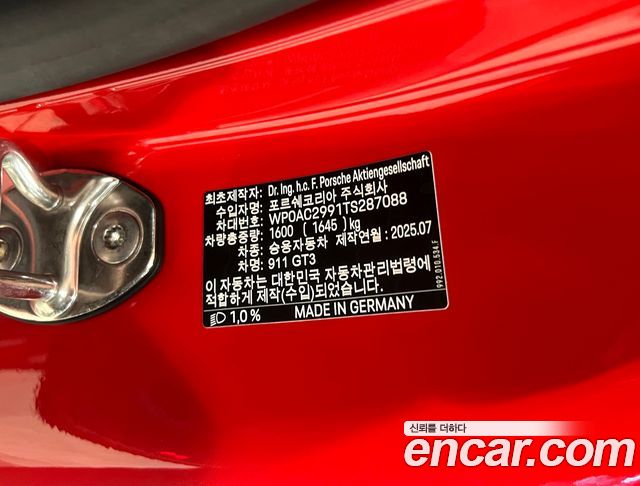 최초제작자: Dr. Ing. h.c. F. Porsche Aktiengesellschaft
수입자명: 포르쉐코리아 주식회사
차대번호: WP0AC2991TS287088
차량총중량: 1600 ( 1645 ) kg
차종: 승용자동차 제작연월: 2025.07
차명: 911 GT3
이 자동차는 대한민국 자동차관리법령에
적합하게 제작(수입)되었습니다.
1,0% MADE IN GERMANY
992.010.534.F
신뢰를 더하다
encar.com